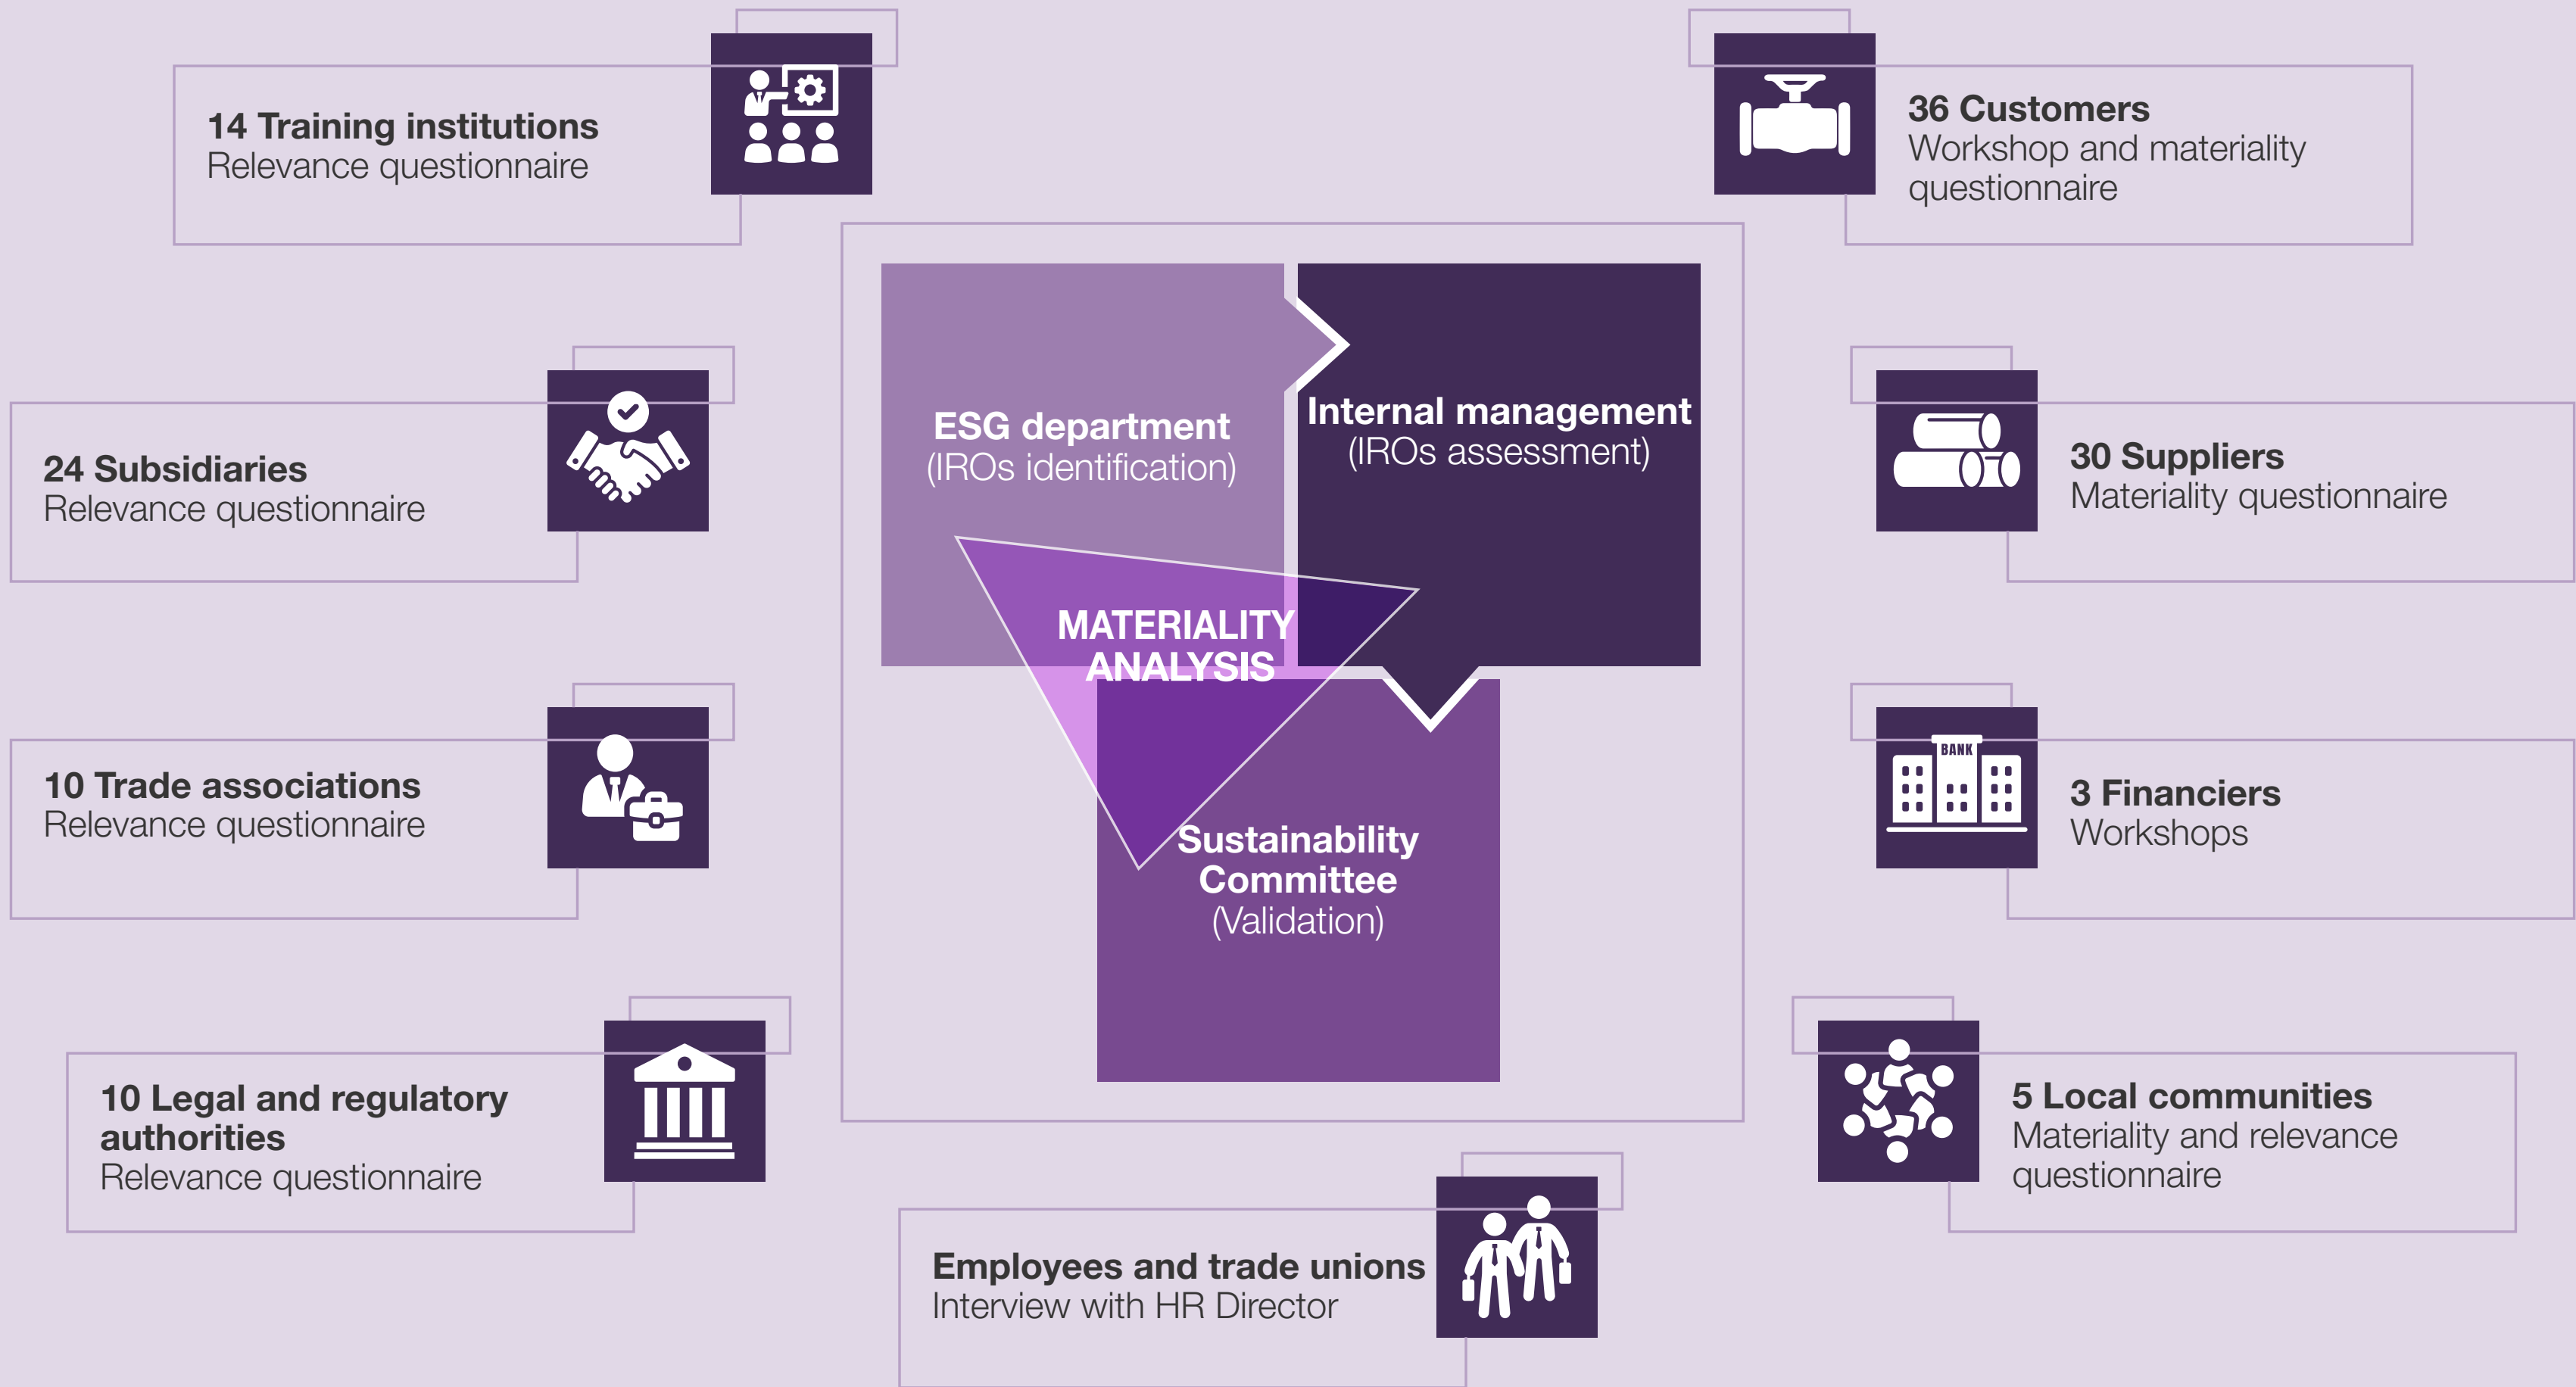 14 Training institutions
Relevance questionnaire
36 Customers
Workshop and materiality
questionnaire
24 Subsidiaries
Relevance questionnaire
ESG department
(IROs identification)
Internal management
(IROs assessment)
30 Suppliers
Materiality questionnaire
MATERIALITY
ANALYSIS
10 Trade associations
Relevance questionnaire
BANK
3 Financiers
Workshops
Sustainability
Committee
(Validation)
10 Legal and regulatory
authorities
Relevance questionnaire
5 Local communities
Materiality and relevance
questionnaire
Employees and trade unions
Interview with HR Director